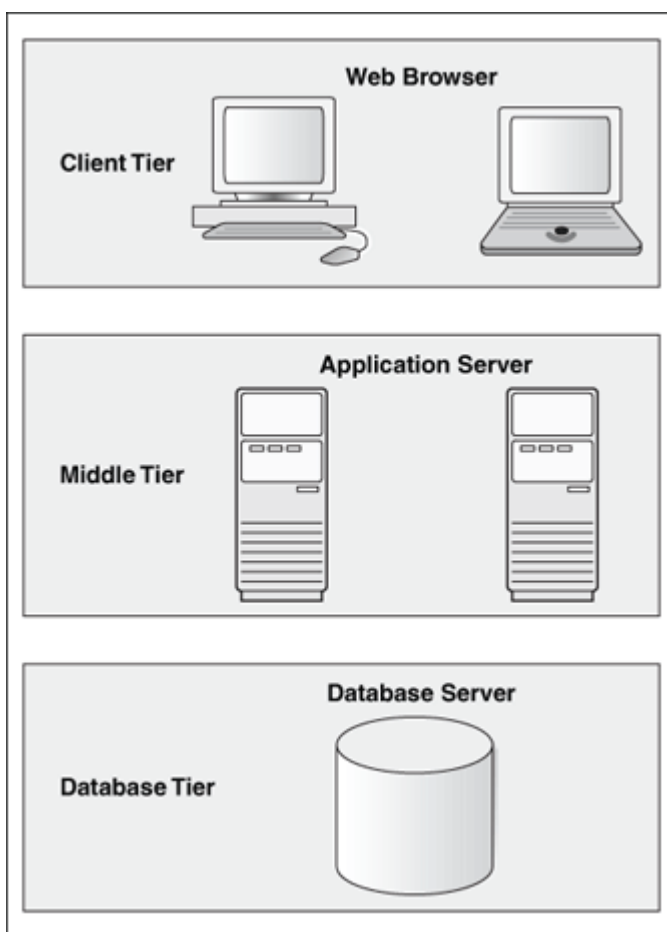 Web Browser
Client Tier
Application Server
Middle Tier
Database Server
Database Tier